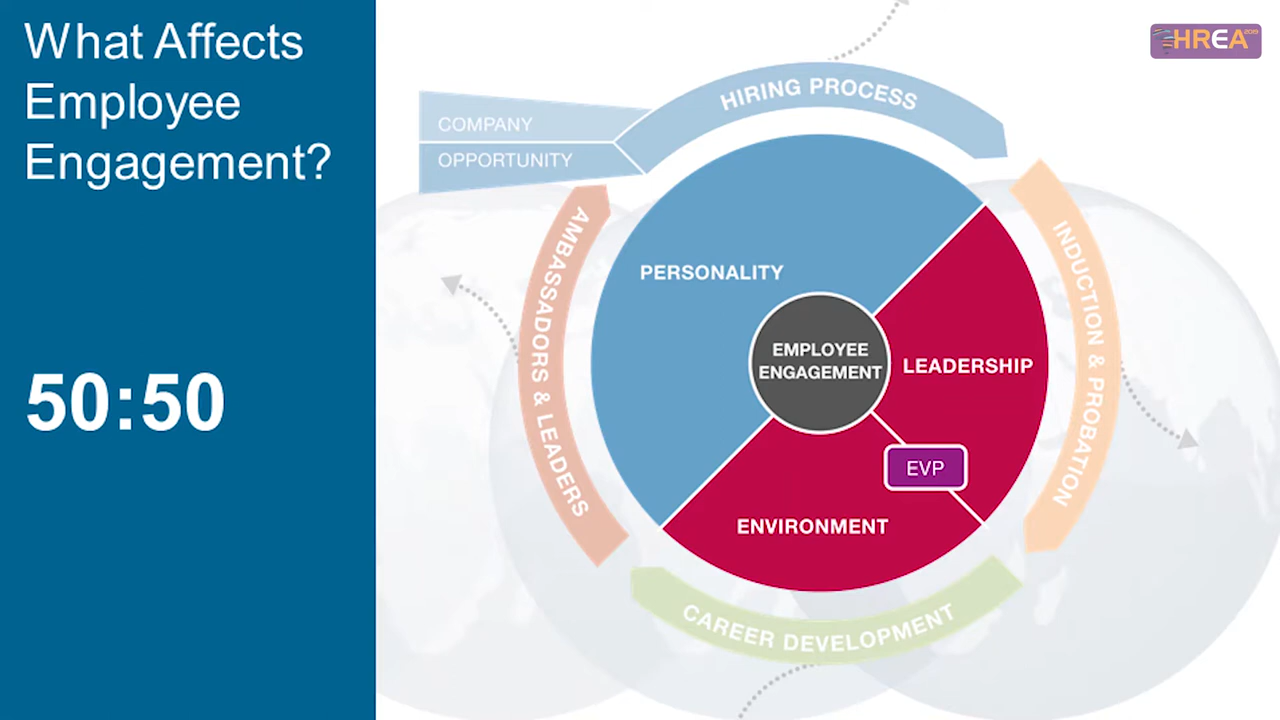 What Affects
Employee
Engagement?
50:50
HREA 2019
COMPANY
OPPORTUNITY
HIRING PROCESS
INDUCTION & PROBATION
CAREER DEVELOPMENT
AMBASSADORS & LEADERS
PERSONALITY
EMPLOYEE
ENGAGEMENT
LEADERSHIP
EVP
ENVIRONMENT